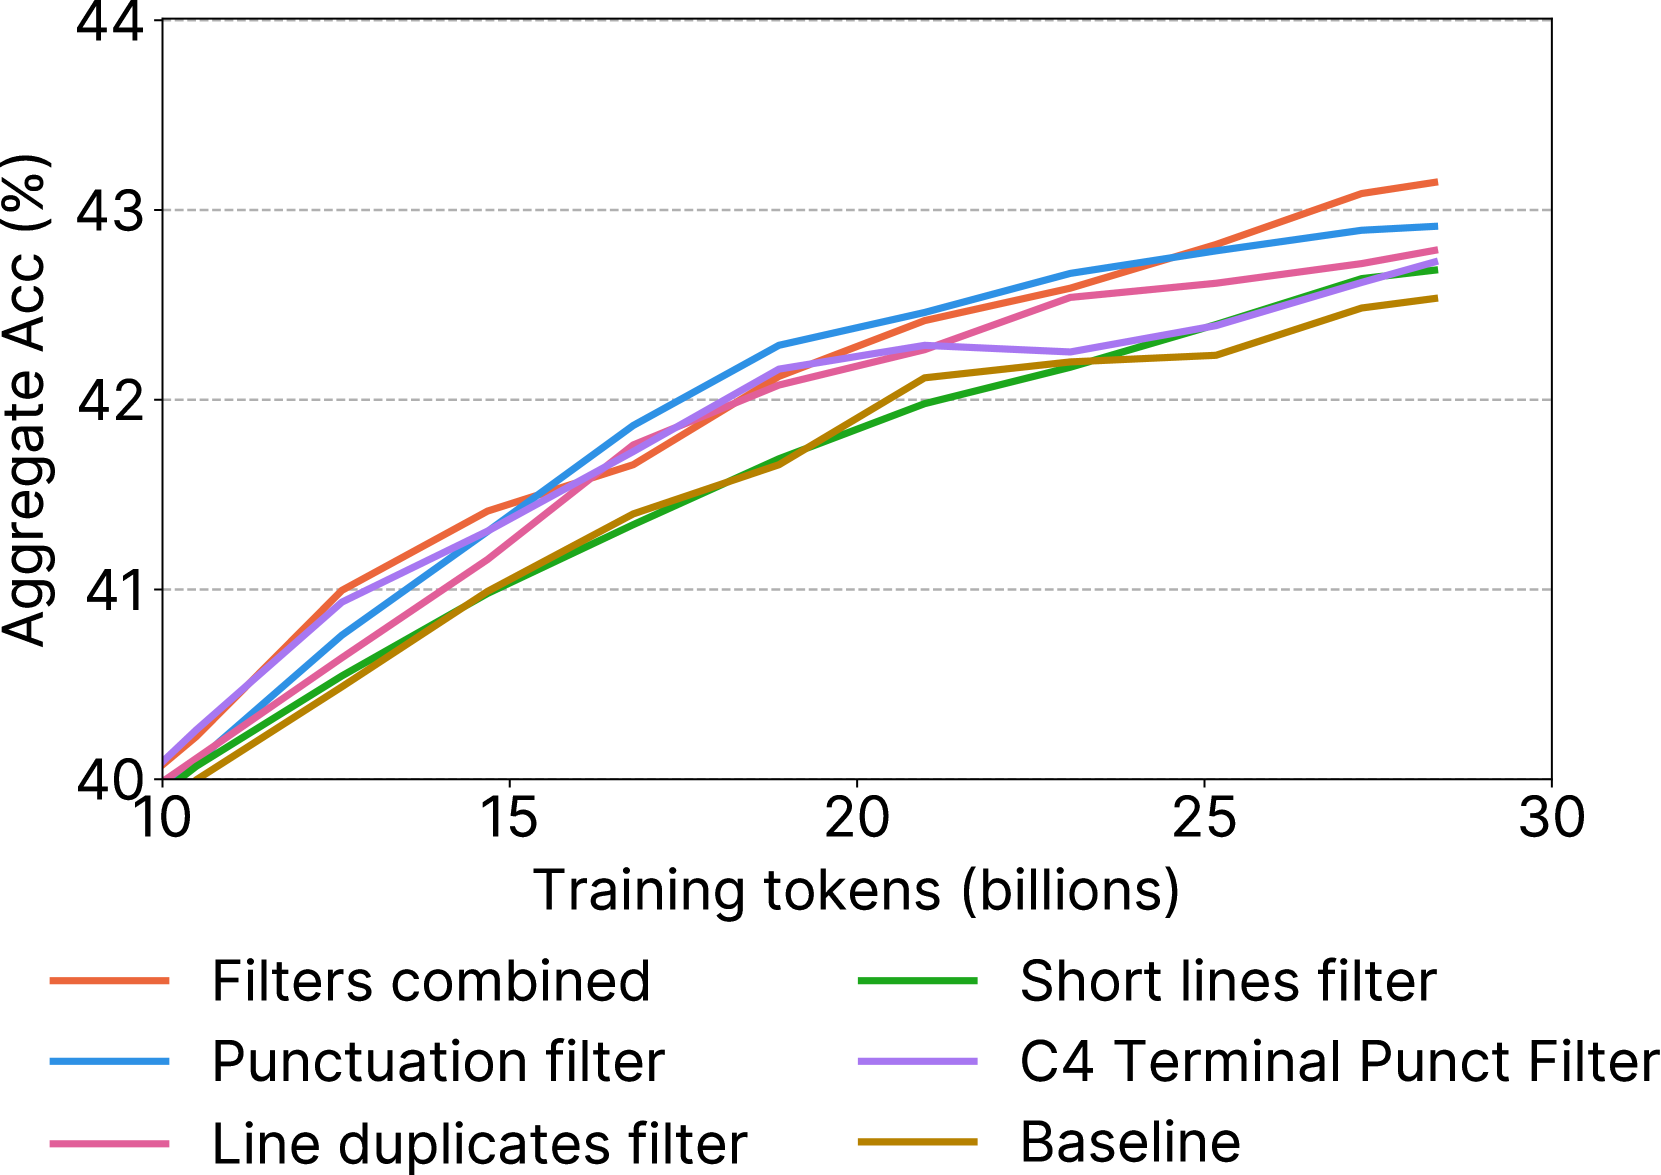 Aggregate Acc (%)
44
43
42
41
40
10 15 20 25 30
Training tokens (billions)
Filters combined
Punctuation filter
Line duplicates filter
Short lines filter
C4 Terminal Punct Filter
Baseline